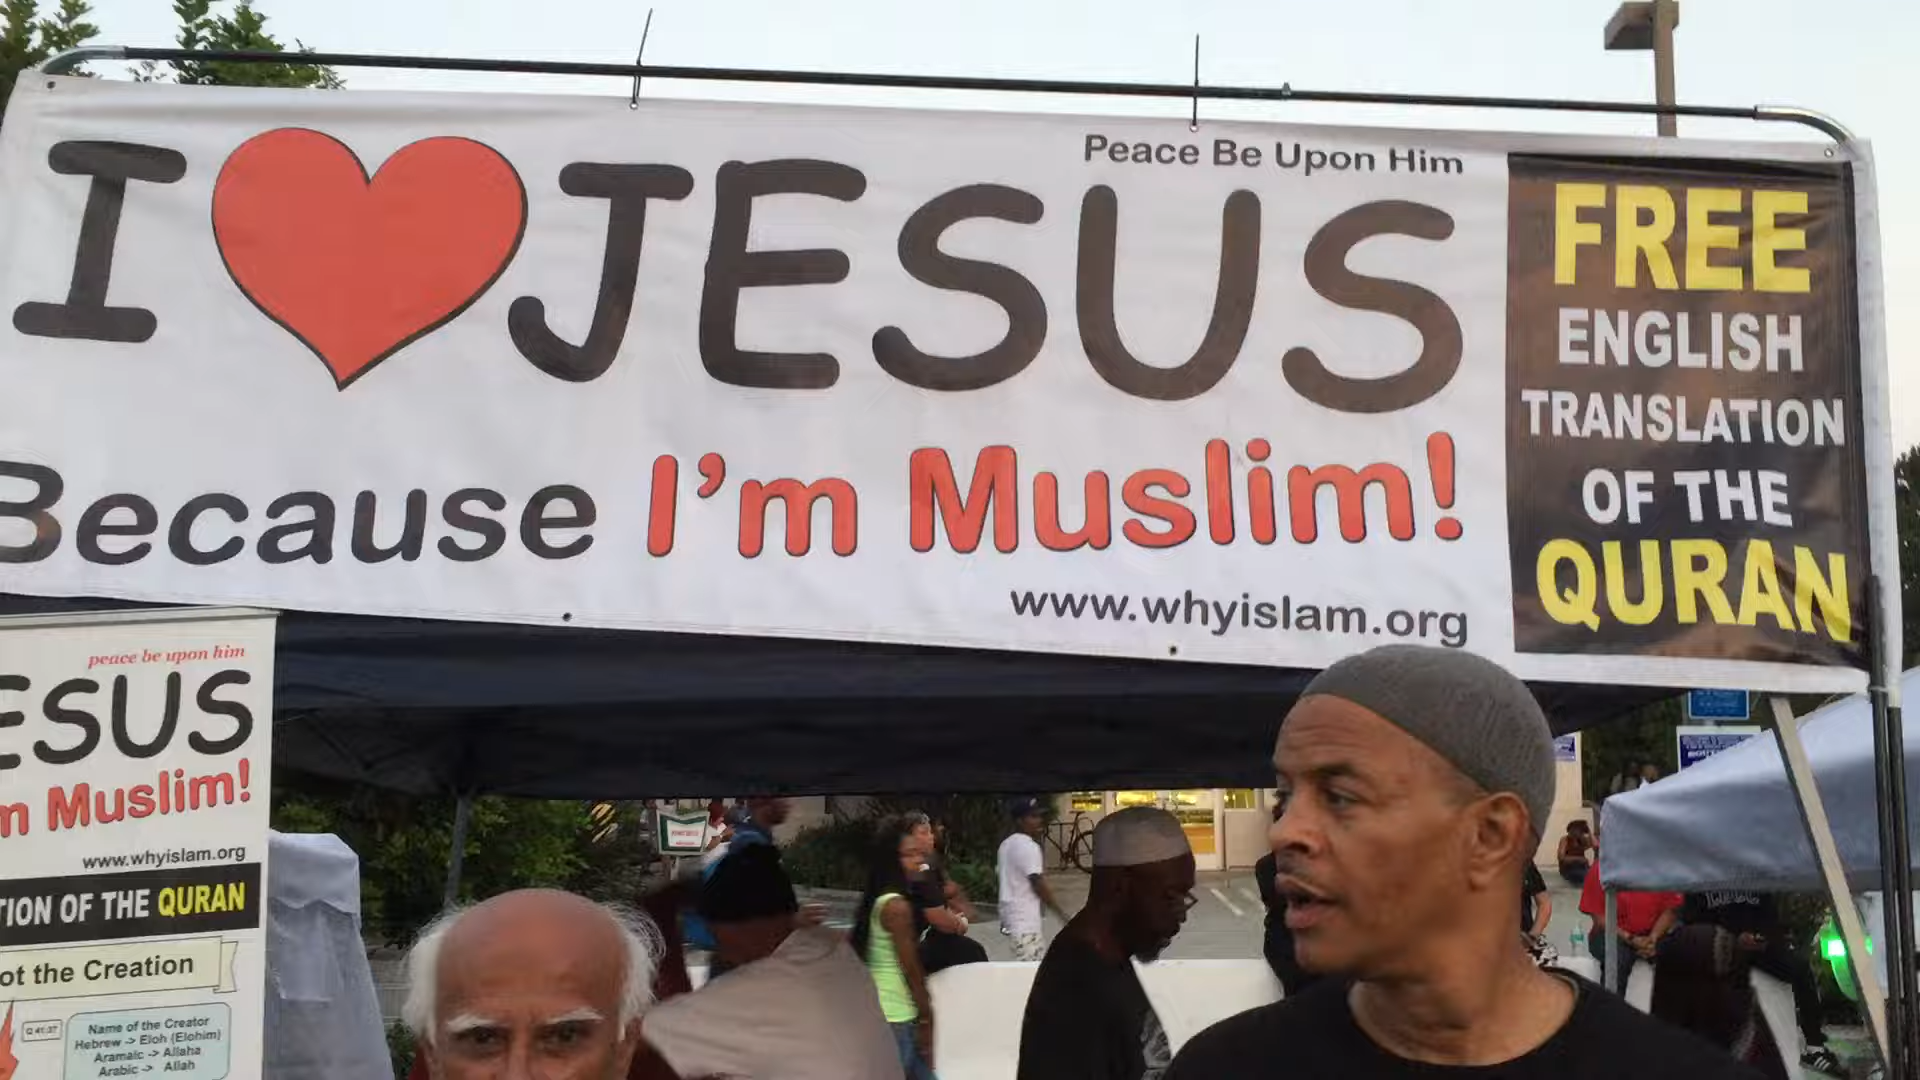 Peace Be Upon Him
I JESUS
Because I'm Muslim!
www.whyislam.org
FREE
ENGLISH
TRANSLATION
OF THE
QURAN
peace be upon him
ESUS
m Muslim!
www.whyislam.org
TION OF THE QURAN
ot the Creation
Q 41:37
Name of the Creator
Hebrew -> Eloh (Elohim)
Aramaic -> Allaha
Arabic -> Allah